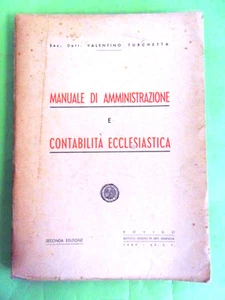 Sac. Dott. VALENTINO TURCHETTA
MANUALE DI AMMINISTRAZIONE
E
CONTABILITÀ ECCLESIASTICA
SECONDA EDIZIONE
ROVIGO